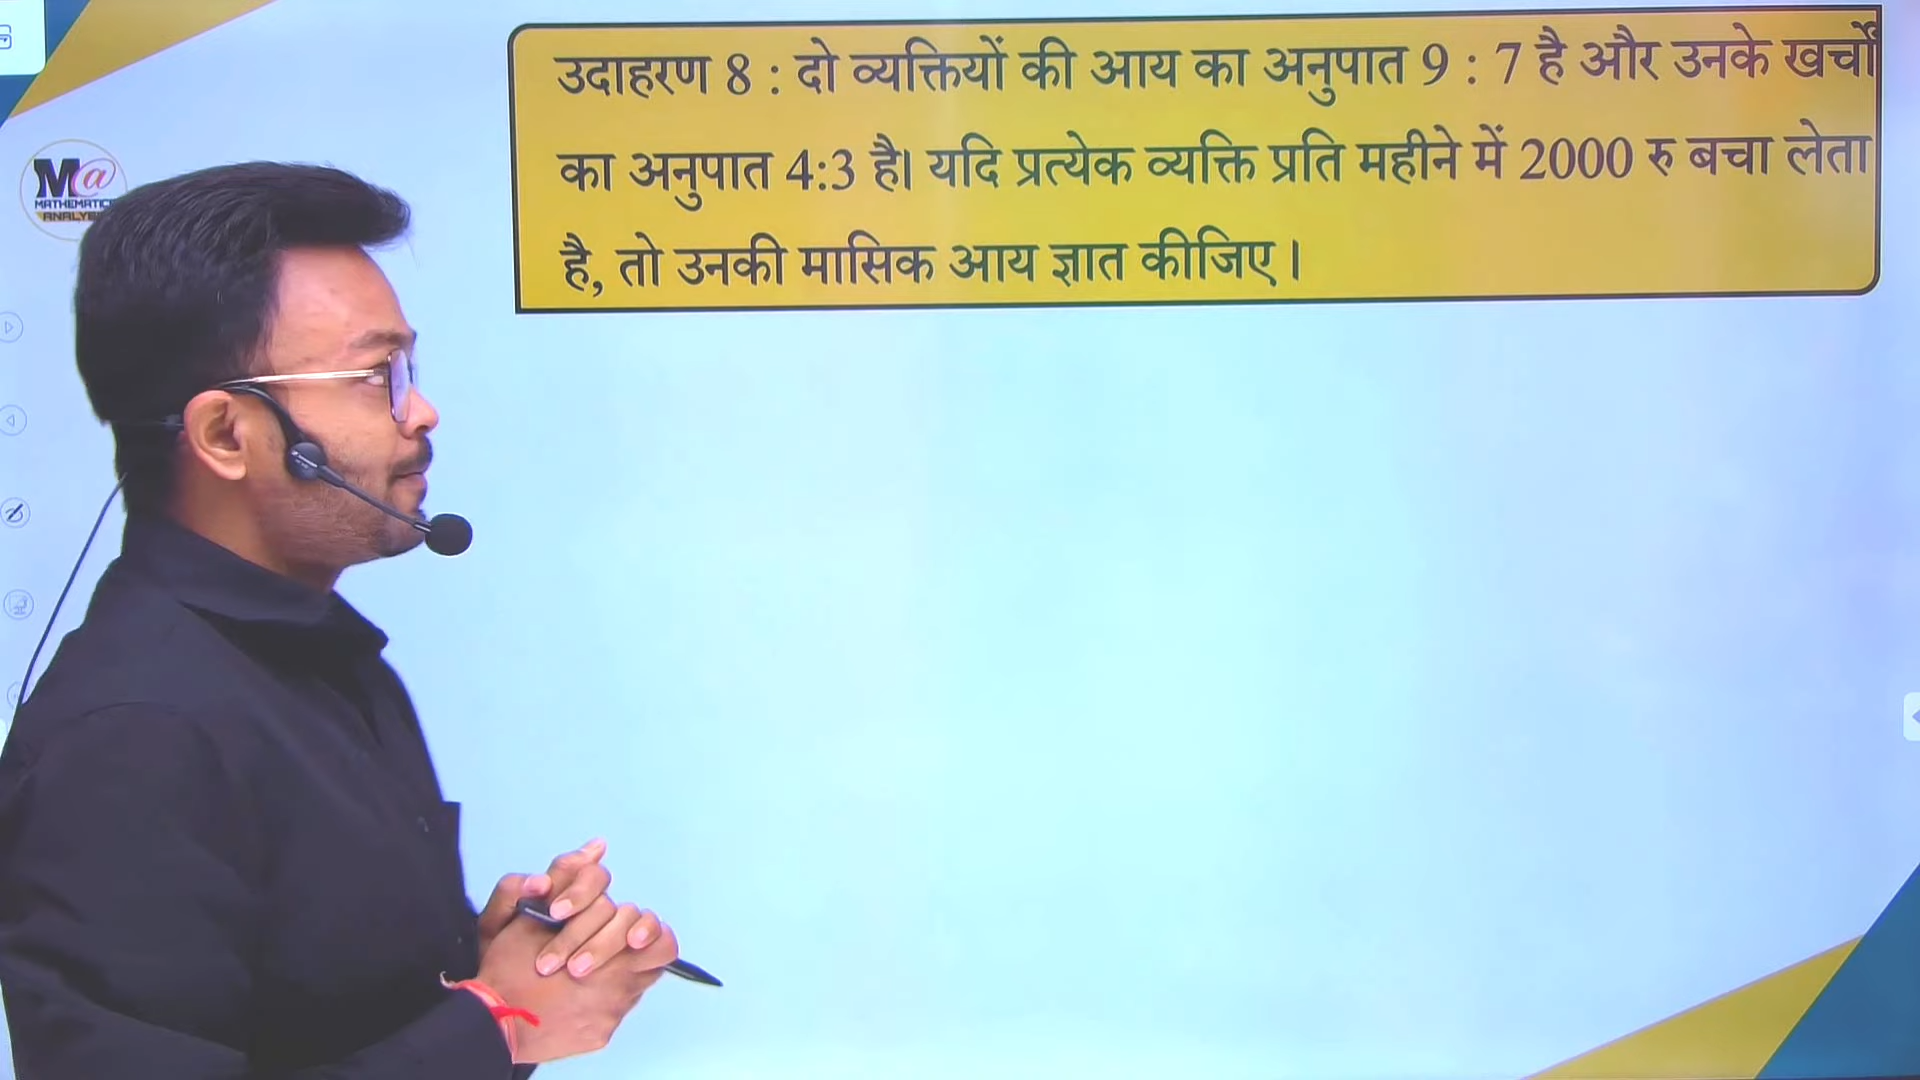 M@
MATHEMATICS
उदाहरण 8 : दो व्यक्तियों की आय का अनुपात 9 : 7 है और उनके खर्चों
का अनुपात 4:3 है। यदि प्रत्येक व्यक्ति प्रति महीने में 2000 रु बचा लेता
है, तो उनकी मासिक आय ज्ञात कीजिए ।